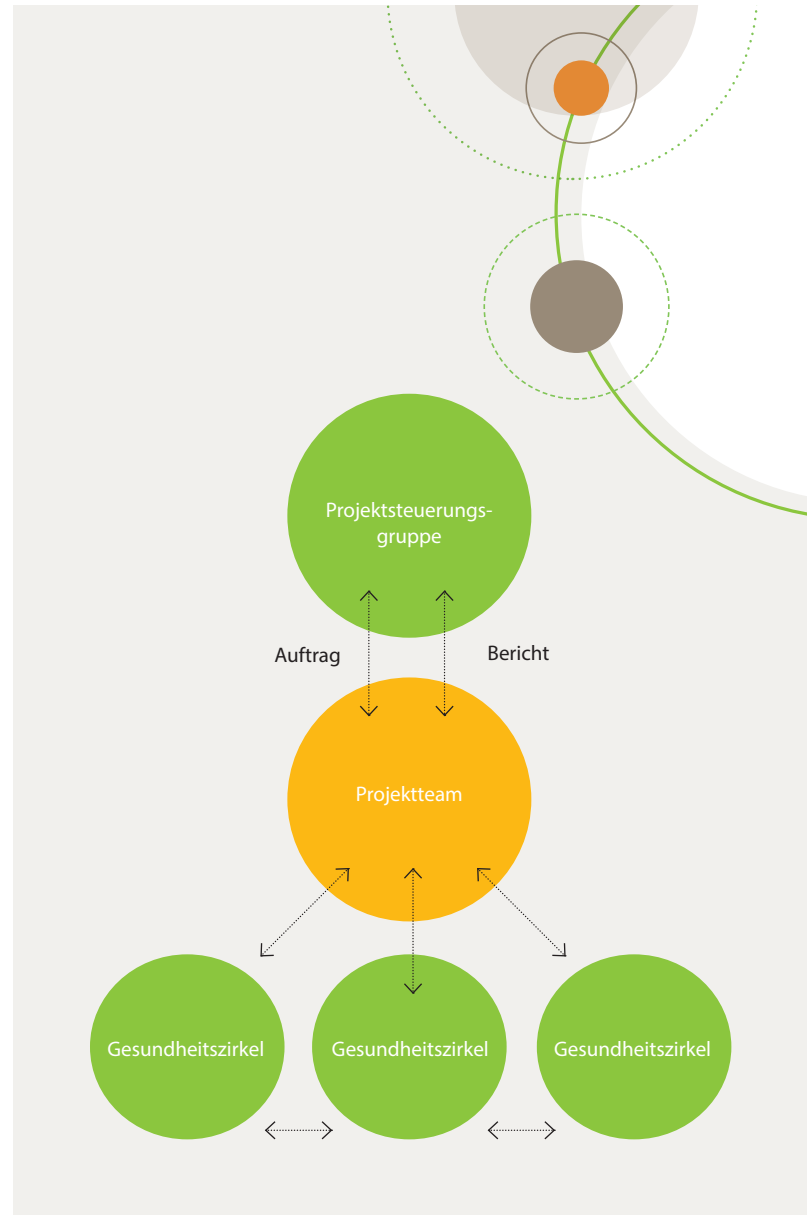 Projektsteuerungs-
gruppe
Auftrag
Bericht
Projektteam
Gesundheitszirkel
Gesundheitszirkel
Gesundheitszirkel